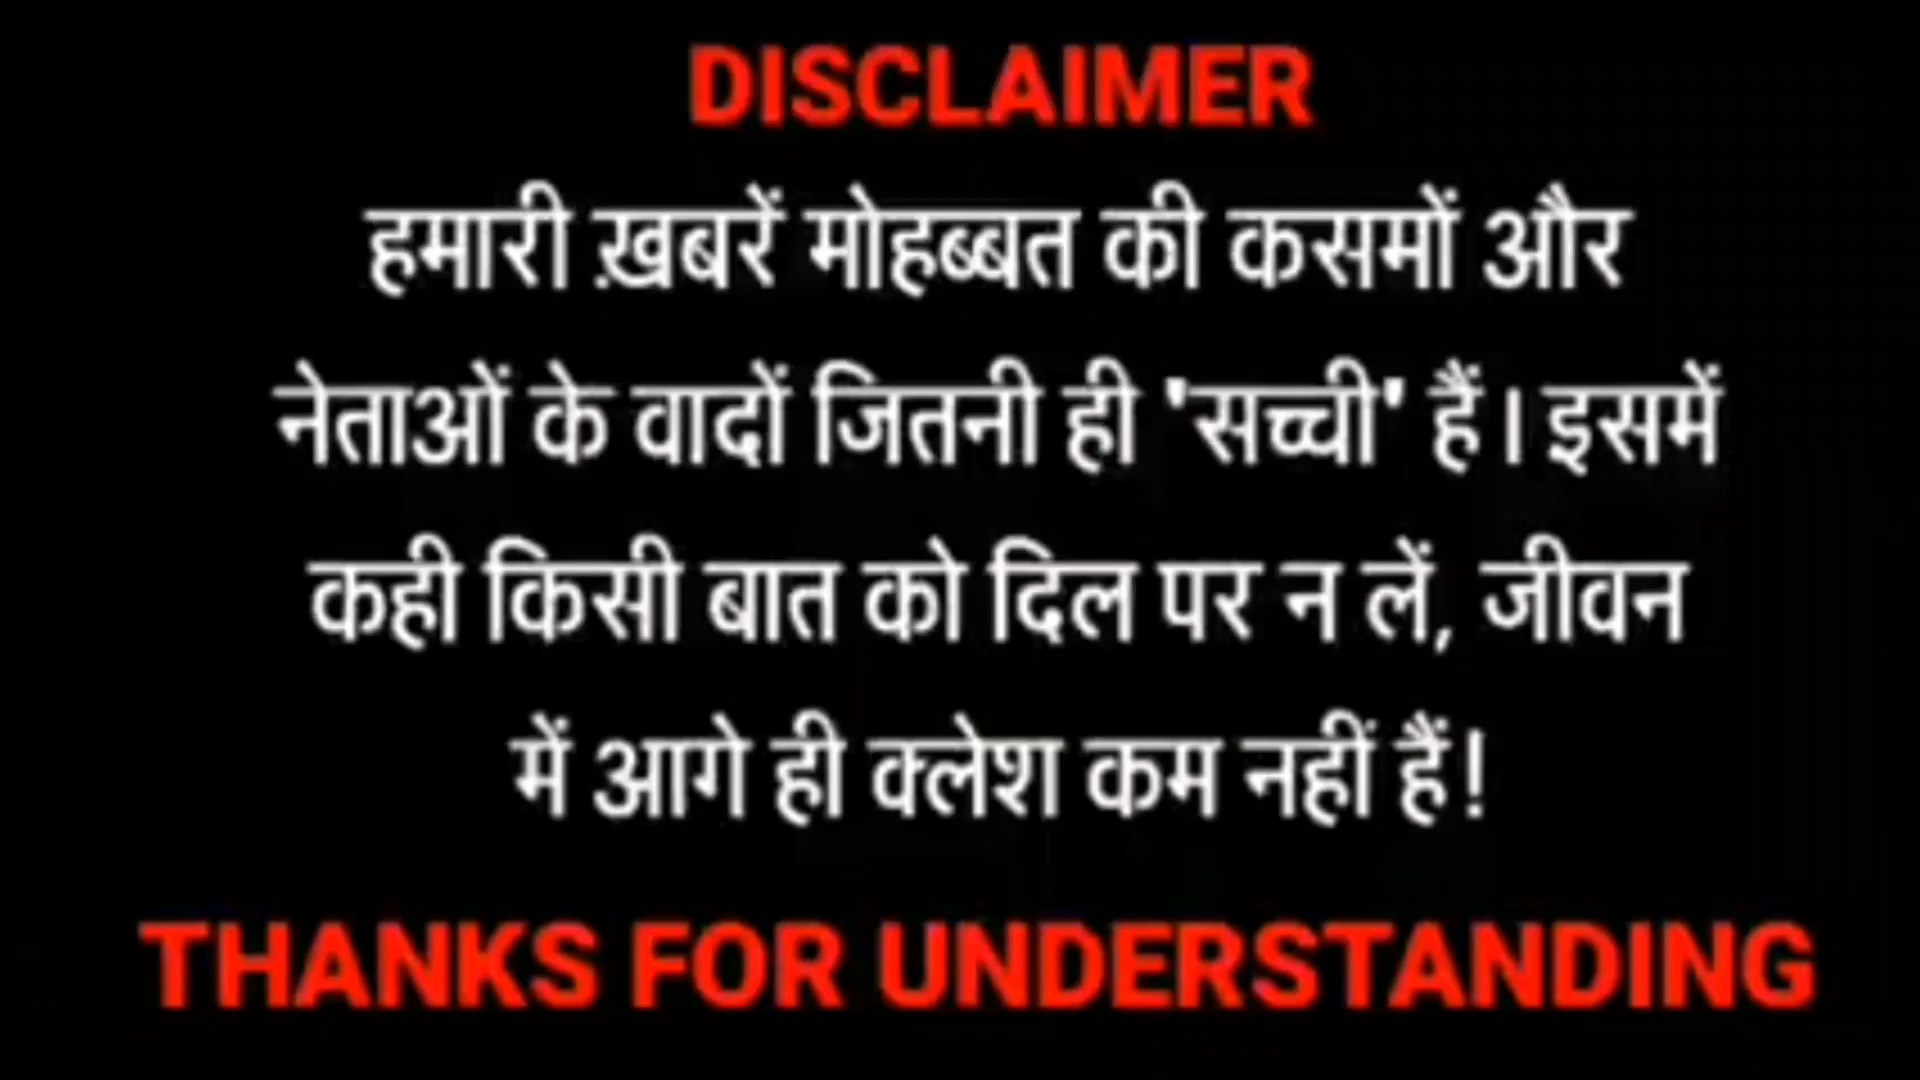 DISCLAIMER
हमारी ख़बरें मोहब्बत की कसमों और
नेताओं के वादों जितनी ही 'सच्ची' हैं। इसमें
कही किसी बात को दिल पर न लें, जीवन
में आगे ही क्लेश कम नहीं हैं!
THANKS FOR UNDERSTANDING